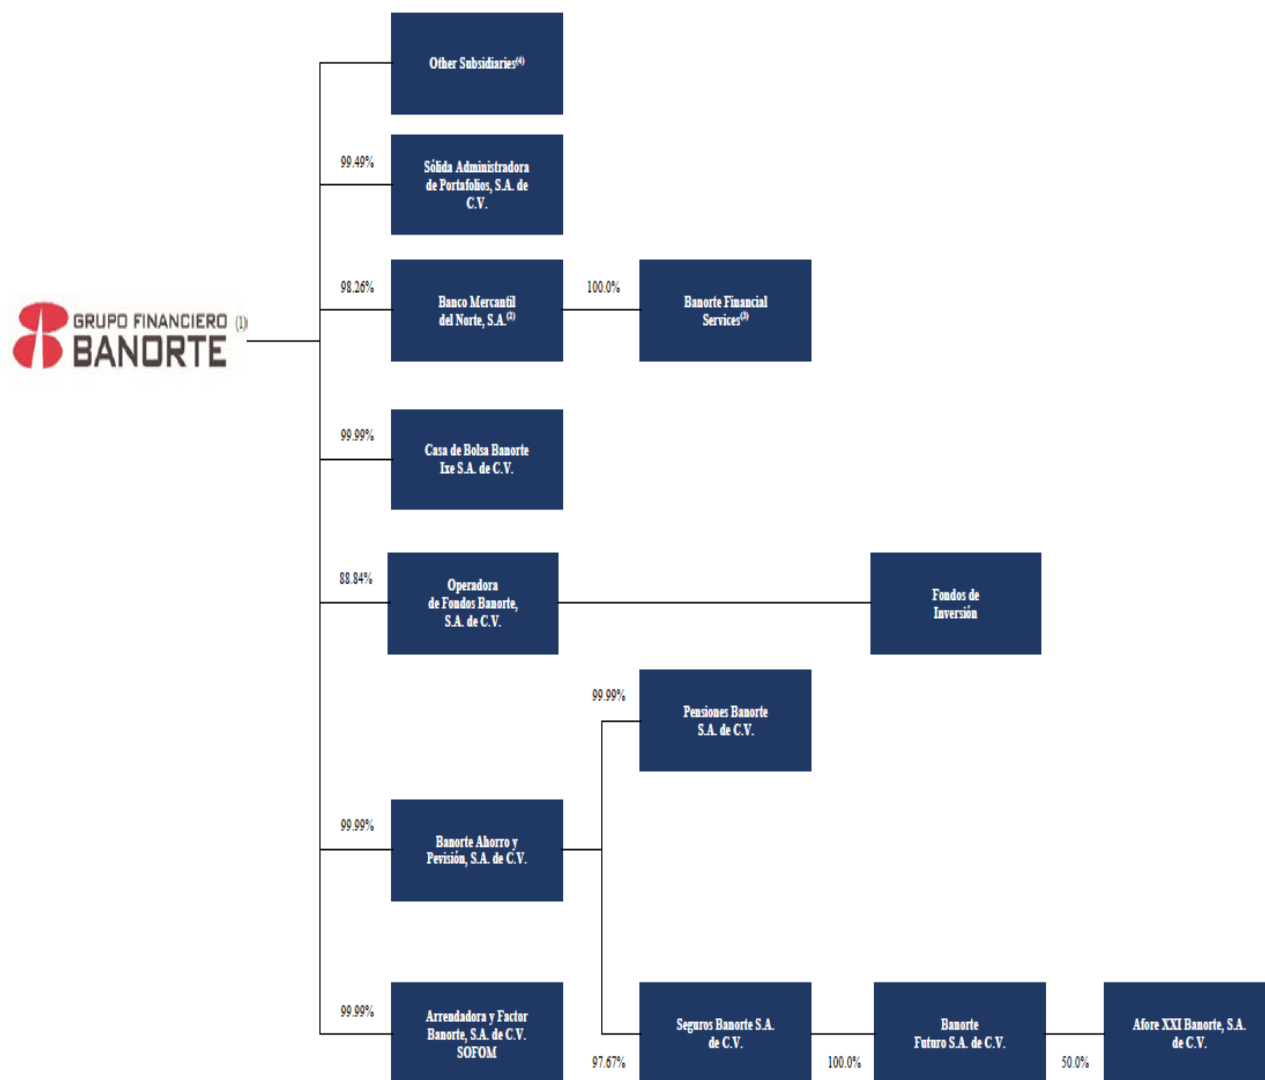 Other Subsidiaries(4)
99.49%
Sólida Administradora
de Portafolios, S.A. de
C.V.
98.26%
Banco Mercantil
del Norte, S.A.(2)
100.0%
Banorte Financial
Services(3)
GRUPO FINANCIERO (1)
BANORTE
99.99%
Casa de Bolsa Banorte
Ixe S.A. de C.V.
88.84%
Operadora
de Fondos Banorte,
S.A. de C.V.
Fondos de
Inversión
99.99%
Pensiones Banorte
S.A. de C.V.
99.99%
Banorte Ahorro y
Pevisión, S.A. de C.V.
99.99%
Arrendadora y Factor
Banorte, S.A. de C.V.
SOFOM
97.67%
Seguros Banorte S.A.
de C.V.
100.0%
Banorte
Futuro S.A. de C.V.
50.0%
Afore XXI Banorte, S.A.
de C.V.